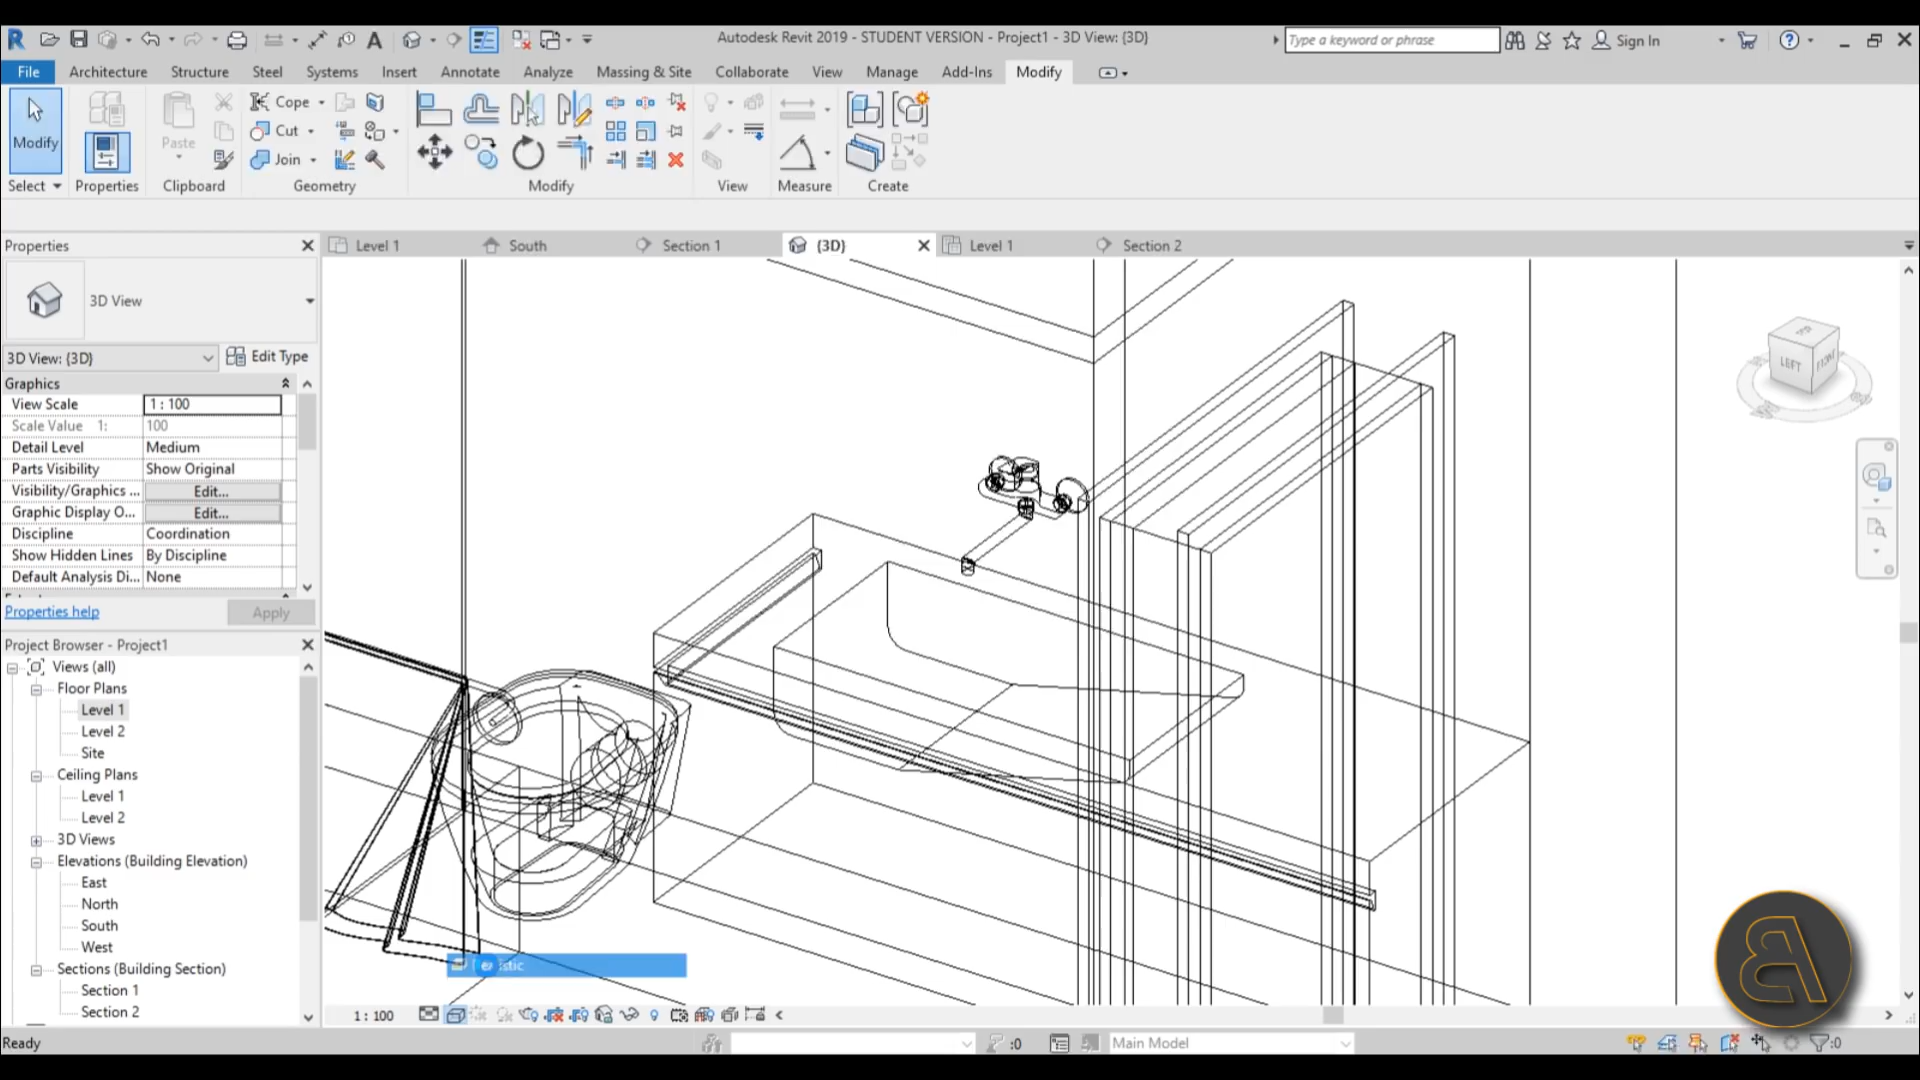 Autodesk Revit 2019 - STUDENT VERSION - Project1 - 3D View: {3D}
Type a keyword or phrase
Sign In
File Architecture Structure Steel Systems Insert Annotate Analyze Massing & Site Collaborate View Manage Add-Ins Modify
Modify
Paste
Cope
Cut
Join
Select Properties Clipboard Geometry Modify View Measure Create
Properties
Level 1 South Section 1 {3D} Level 1 Section 2
3D View
3D View: {3D} Edit Type
Graphics
View Scale 1 : 100
Scale Value 1: 100
Detail Level Medium
Parts Visibility Show Original
Visibility/Graphics ... Edit...
Graphic Display O... Edit...
Discipline Coordination
Show Hidden Lines By Discipline
Default Analysis Di... None
Properties help Apply
Project Browser - Project1
Views (all)
Floor Plans
Level 1
Level 2
Site
Ceiling Plans
Level 1
Level 2
3D Views
Elevations (Building Elevation)
East
North
South
West
Sections (Building Section)
Section 1
Section 2
LEFT
FRONT
1 : 100
Ready
:0
Main Model
:0